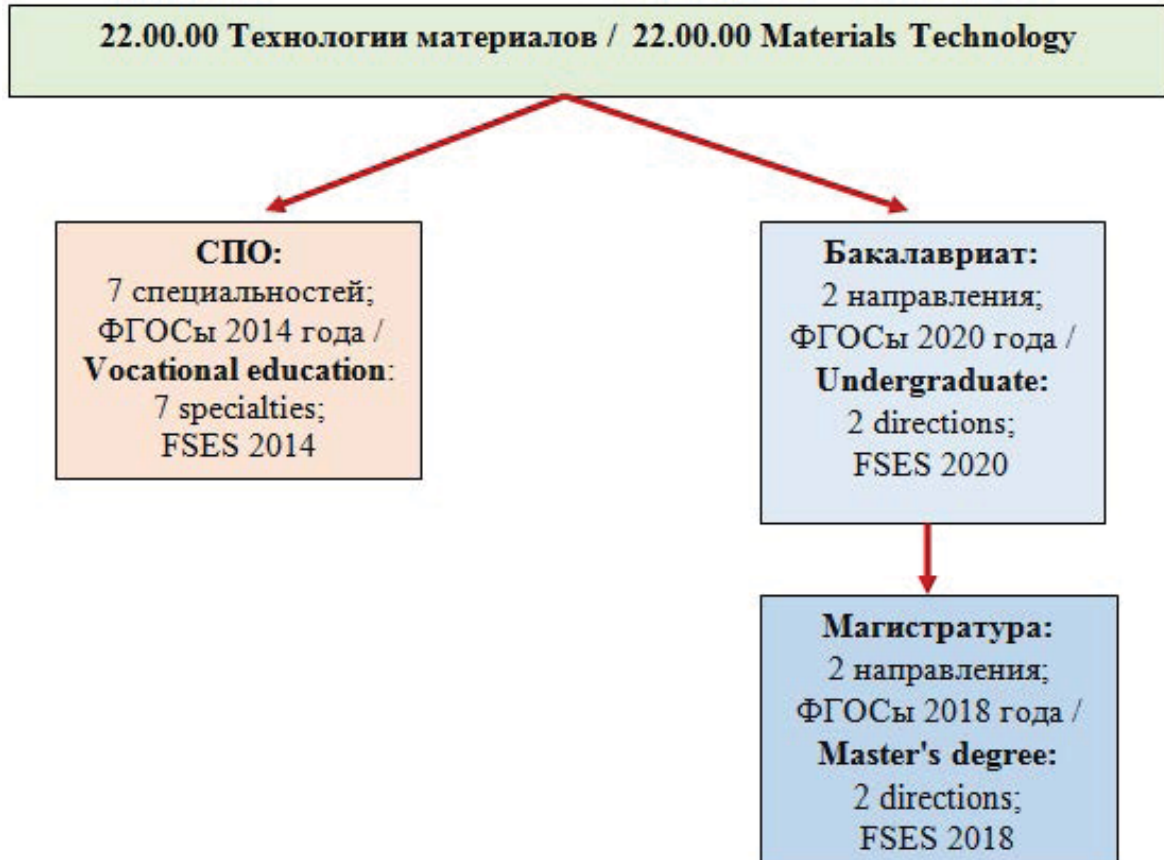 22.00.00 Технологии материалов / 22.00.00 Materials Technology
СПО:
7 специальностей;
ФГОСы 2014 года /
Vocational education:
7 specialties;
FSES 2014
Бакалавриат:
2 направления;
ФГОСы 2020 года /
Undergraduate:
2 directions;
FSES 2020
Магистратура:
2 направления;
ФГОСы 2018 года /
Master's degree:
2 directions;
FSES 2018